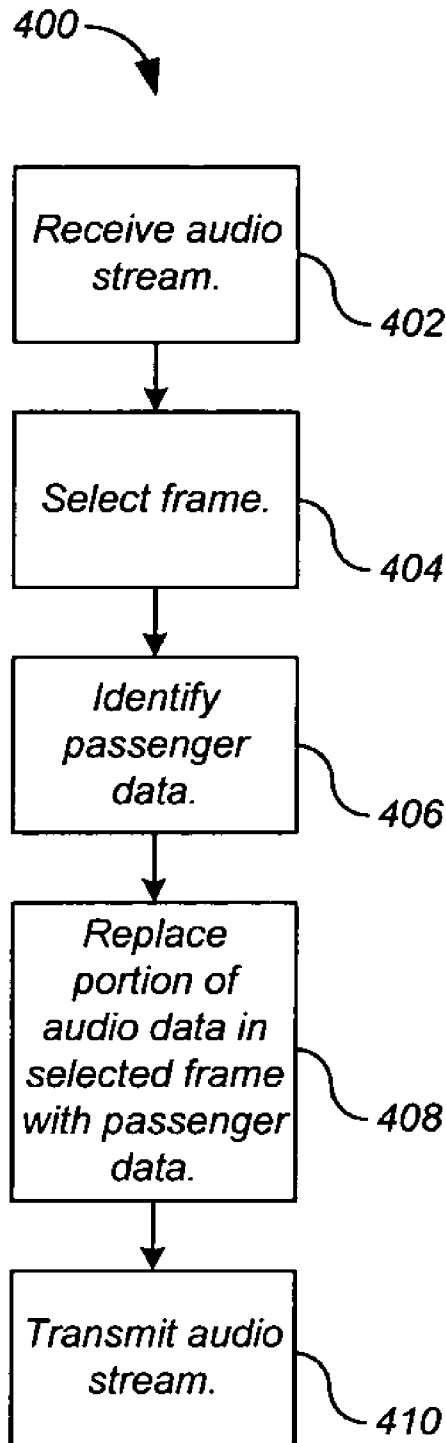 400
Receive audio
stream.
402
Select frame.
404
Identify
passenger
data.
406
Replace
portion of
audio data in
selected frame
with passenger
data.
408
Transmit audio
stream.
410